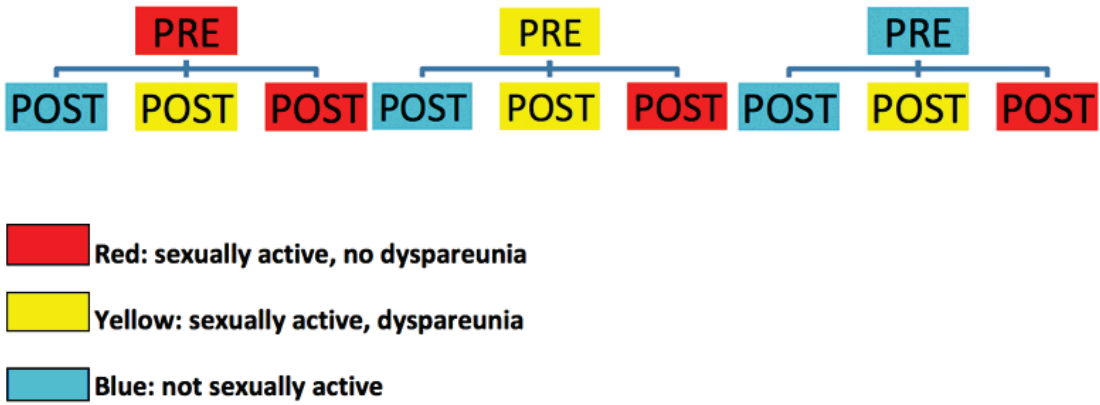 PRE PRE PRE
POST POST POST POST POST POST POST POST POST
Red: sexually active, no dyspareunia
Yellow: sexually active, dyspareunia
Blue: not sexually active